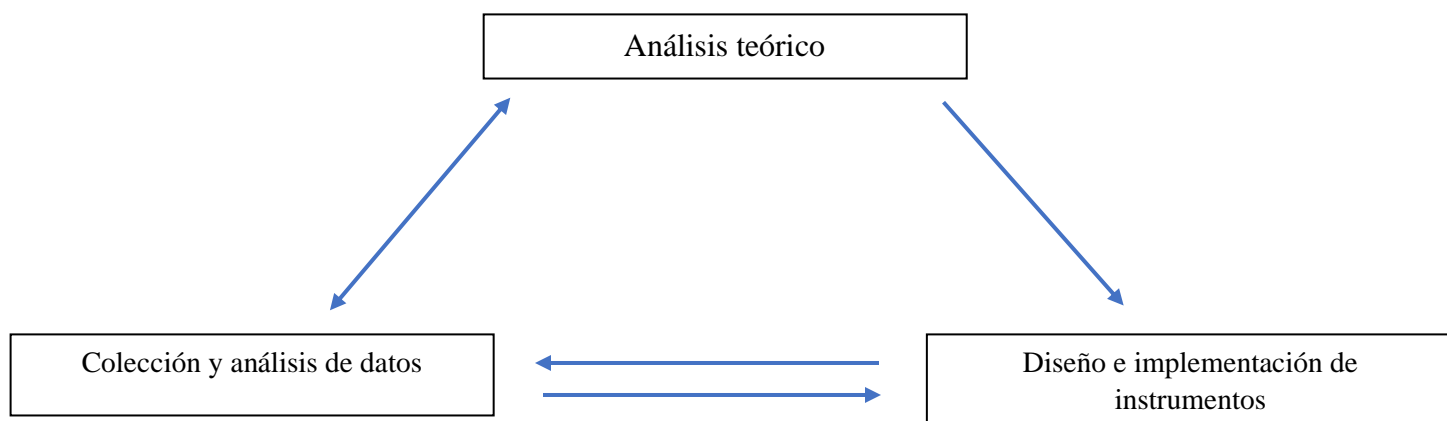 Análisis teórico
Colección y análisis de datos
Diseño e implementación de
instrumentos